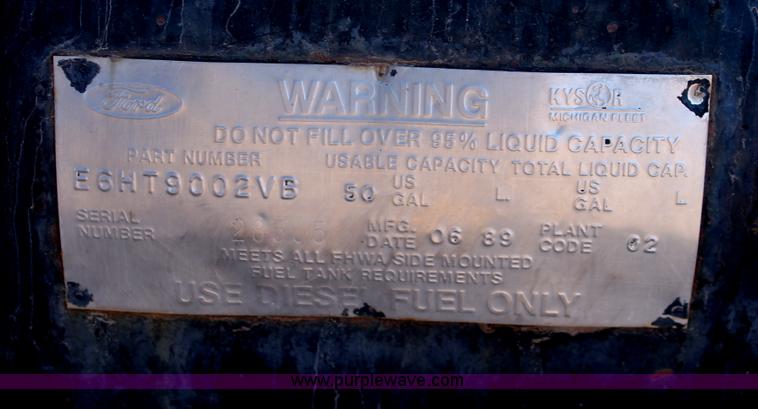 Ford WARNING KYSOR
MICHIGAN FLEET
DO NOT FILL OVER 95% LIQUID CAPACITY
PART NUMBER USABLE CAPACITY TOTAL LIQUID CAP.
E6HT9002VB 50 US GAL L US GAL L
SERIAL NUMBER MFG. DATE 06 89 PLANT CODE 62
MEETS ALL FHWA SIDE MOUNTED
FUEL TANK REQUIREMENTS
USE DIESEL FUEL ONLY
www.purplewave.com